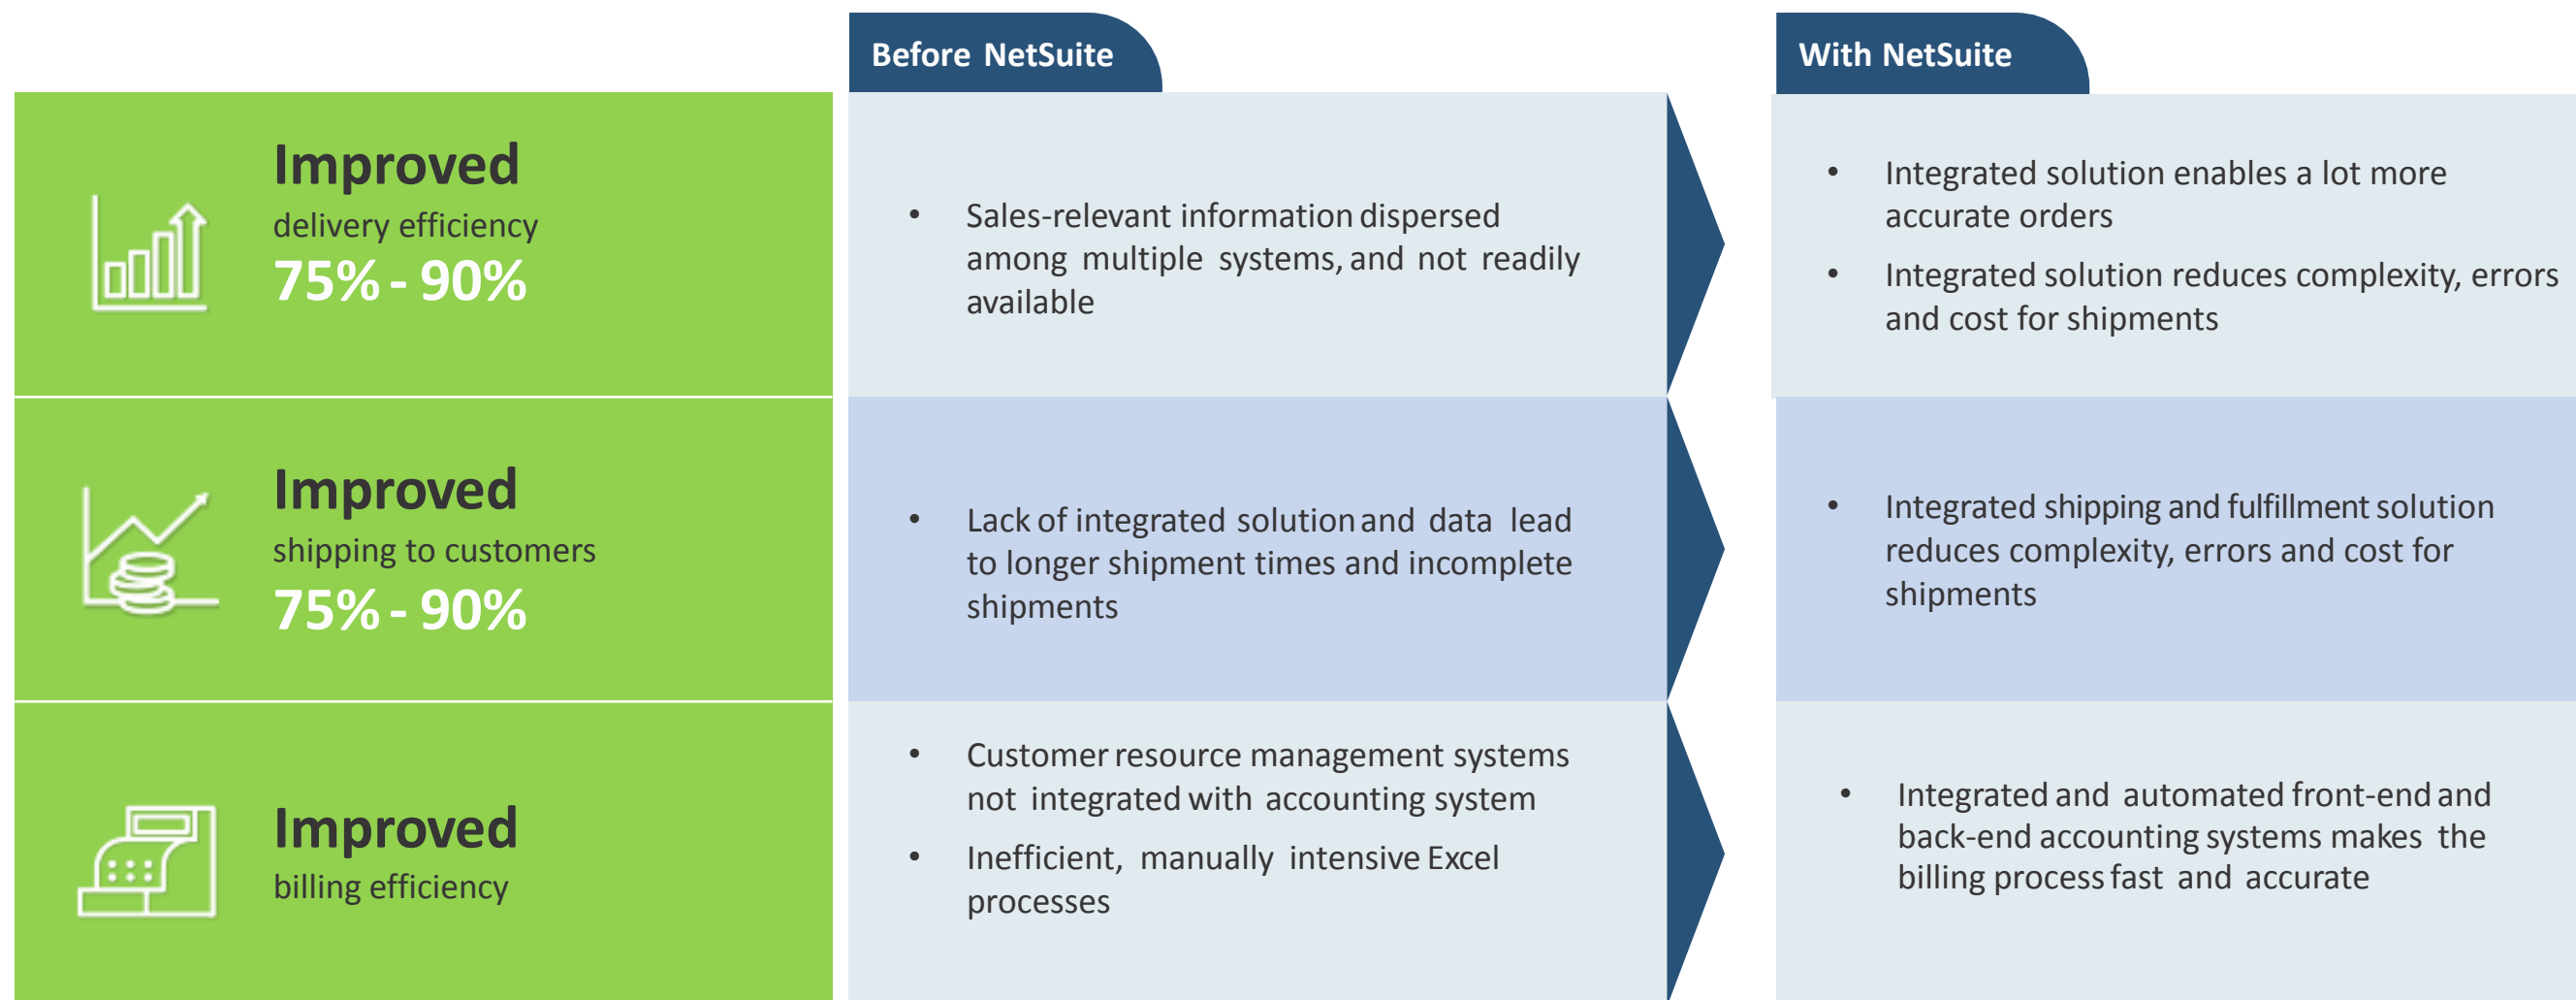 Before NetSuite
With NetSuite
Improved
delivery efficiency
75% - 90%
• Sales-relevant information dispersed
among multiple systems, and not readily
available
• Integrated solution enables a lot more
accurate orders
• Integrated solution reduces complexity, errors
and cost for shipments
Improved
shipping to customers
75% - 90%
• Lack of integrated solution and data lead
to longer shipment times and incomplete
shipments
• Integrated shipping and fulfillment solution
reduces complexity, errors and cost for
shipments
Improved
billing efficiency
• Customer resource management systems
not integrated with accounting system
• Inefficient, manually intensive Excel
processes
• Integrated and automated front-end and
back-end accounting systems makes the
billing process fast and accurate